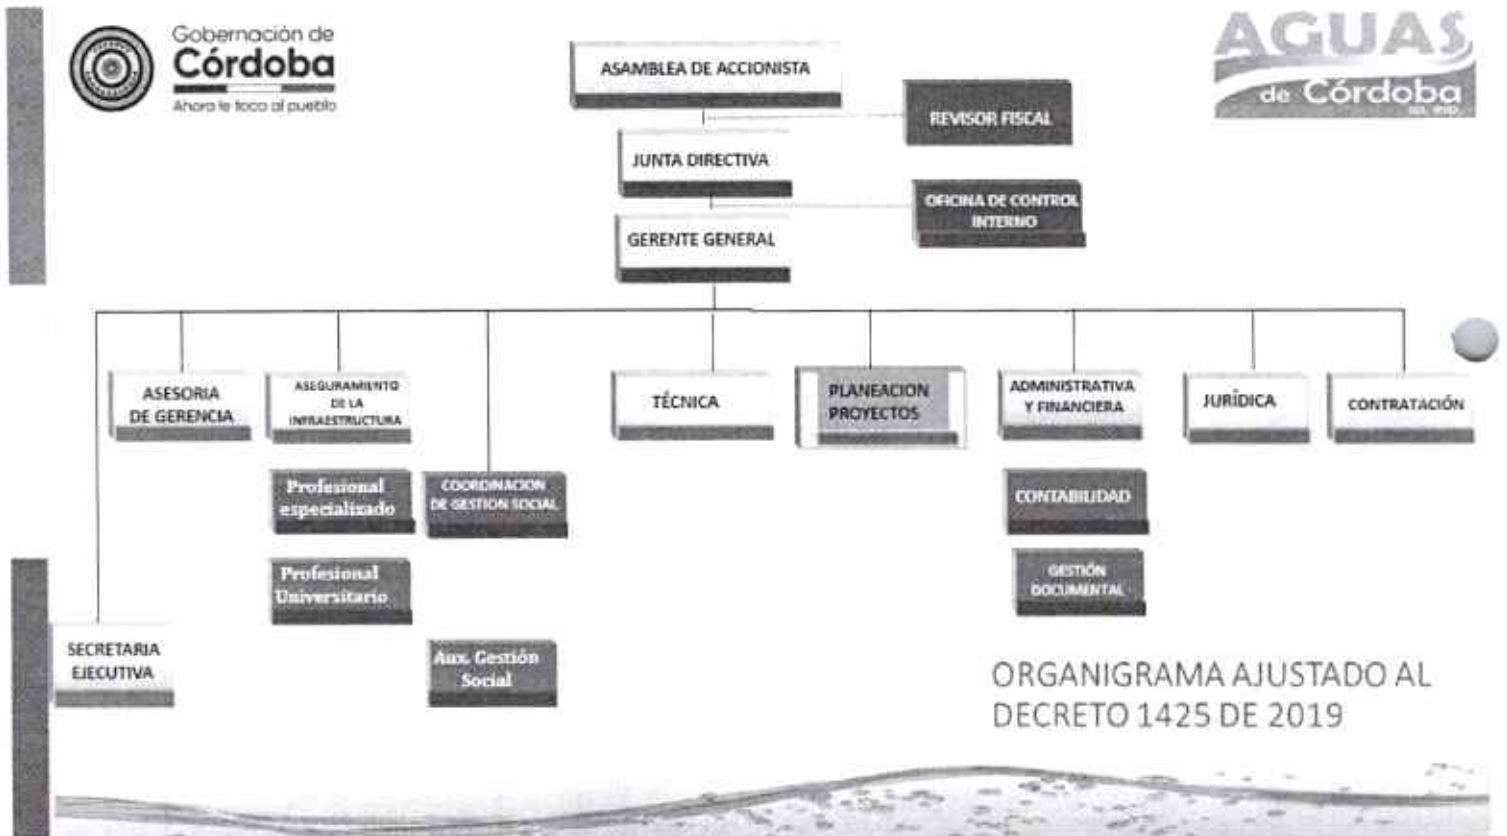 Gobernación de
Córdoba
Ahora le toca al pueblo
AGUAS
de Córdoba
ASAMBLEA DE ACCIONISTA
REVISOR FISCAL
JUNTA DIRECTIVA
OFICINA DE CONTROL
INTERNO
GERENTE GENERAL
ASESORIA
DE GERENCIA
ASEGURAMIENTO
DE LA
INFRAESTRUCTURA
TÉCNICA
PLANEACION
PROYECTOS
ADMINISTRATIVA
Y FINANCIERA
JURÍDICA
CONTRATACIÓN
Profesional
especializado
COORDINACION
DE GESTION SOCIAL
CONTABILIDAD
Profesional
Universitario
GESTIÓN
DOCUMENTAL
SECRETARIA
EJECUTIVA
Aux. Gestión
Social
ORGANIGRAMA AJUSTADO AL
DECRETO 1425 DE 2019